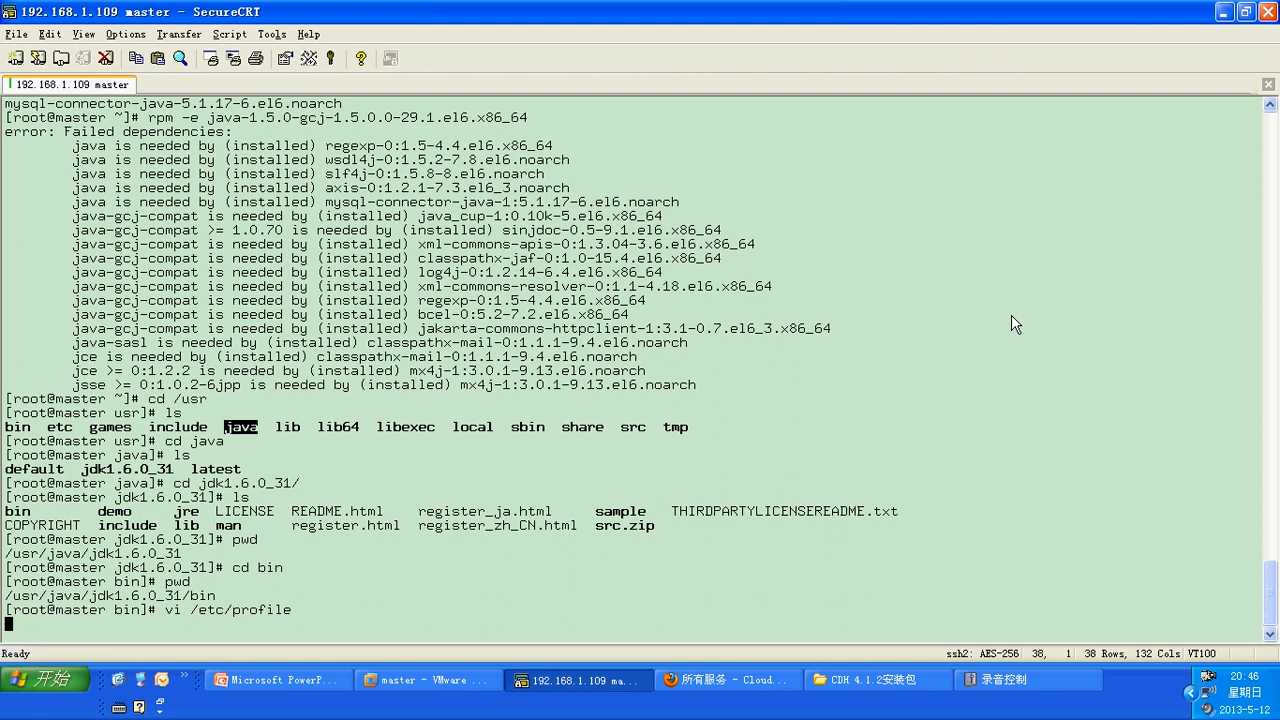 192.168.1.109 master - SecureCRT
File Edit View Options Transfer Script Tools Help
192.168.1.109 master
mysql-connector-java-5.1.17-6.el6.noarch
[root@master ~]# rpm -e java-1.5.0-gcj-1.5.0.0-29.1.el6.x86_64
error: Failed dependencies:
java is needed by (installed) regexp-0:1.5-4.4.el6.x86_64
java is needed by (installed) wsdl4j-0:1.5.2-7.8.el6.noarch
java is needed by (installed) slf4j-0:1.5.8-8.el6.noarch
java is needed by (installed) axis-0:1.2.1-7.3.el6_3.noarch
java is needed by (installed) mysql-connector-java-1:5.1.17-6.el6.noarch
java-gcj-compat is needed by (installed) java_cup-1:0.10k-5.el6.x86_64
java-gcj-compat >= 1.0.70 is needed by (installed) sinjdoc-0.5-9.1.el6.x86_64
java-gcj-compat is needed by (installed) xml-commons-apis-0:1.3.04-3.6.el6.x86_64
java-gcj-compat is needed by (installed) classpathx-jaf-0:1.0-15.4.el6.x86_64
java-gcj-compat is needed by (installed) log4j-0:1.2.14-6.4.el6.x86_64
java-gcj-compat is needed by (installed) xml-commons-resolver-0:1.1-4.18.el6.x86_64
java-gcj-compat is needed by (installed) regexp-0:1.5-4.4.el6.x86_64
java-gcj-compat is needed by (installed) bcel-0:5.2-7.2.el6.x86_64
java-gcj-compat is needed by (installed) jakarta-commons-httpclient-1:3.1-0.7.el6_3.x86_64
java-sasl is needed by (installed) classpathx-mail-0:1.1.1-9.4.el6.noarch
jce is needed by (installed) classpathx-mail-0:1.1.1-9.4.el6.noarch
jce >= 0:1.2.2 is needed by (installed) mx4j-1:3.0.1-9.13.el6.noarch
jsse >= 0:1.0.2-6jpp is needed by (installed) mx4j-1:3.0.1-9.13.el6.noarch
[root@master ~]# cd /usr
[root@master usr]# ls
bin etc games include java lib lib64 libexec local sbin share src tmp
[root@master usr]# cd java
[root@master java]# ls
default jdk1.6.0_31 latest
[root@master java]# cd jdk1.6.0_31/
[root@master jdk1.6.0_31]# ls
bin demo jre LICENSE README.html register_ja.html sample THIRDPARTYLICENSEREADME.txt
COPYRIGHT include lib man register.html register_zh_CN.html src.zip
[root@master jdk1.6.0_31]# pwd
/usr/java/jdk1.6.0_31
[root@master jdk1.6.0_31]# cd bin
[root@master bin]# pwd
/usr/java/jdk1.6.0_31/bin
[root@master bin]# vi /etc/profile
Ready ssh2: AES-256 38, 1 38 Rows, 132 Cols VT100
开始 Microsoft PowerP... master - VMware ... 192.168.1.109 ma... 所有服务 - Cloud... CDH 4.1.2安装包 录音控制 20:46
星期日
2013-5-12